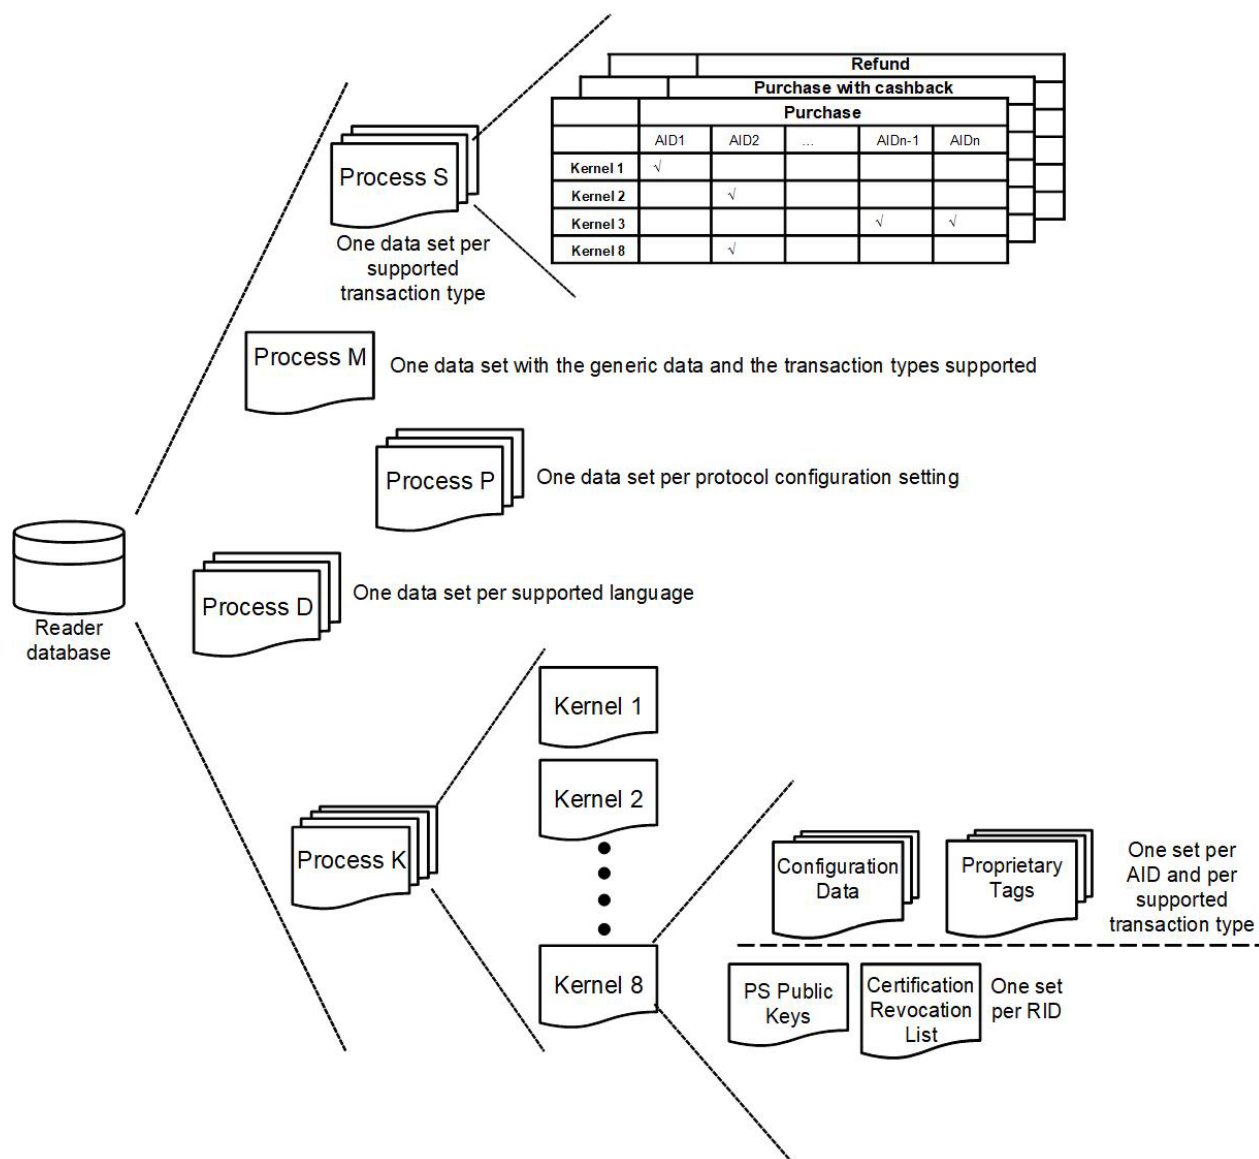 Refund
Purchase with cashback
Purchase
AID1 AID2 ... AIDn-1 AIDn
Kernel 1 √
Kernel 2 √
Kernel 3 √ √
Kernel 8 √
Process S
One data set per
supported
transaction type
Process M
One data set with the generic data and the transaction types supported
Process P
One data set per protocol configuration setting
Process D
One data set per supported language
Reader
database
Process K
Kernel 1
Kernel 2
Kernel 8
Configuration
Data
Proprietary
Tags
One set per
AID and per
supported
transaction type
PS Public
Keys
Certification
Revocation
List
One set
per RID